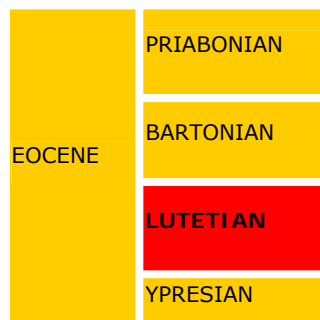 EOCENE
PRIABONIAN
BARTONIAN
LUTETIAN
YPRESIAN